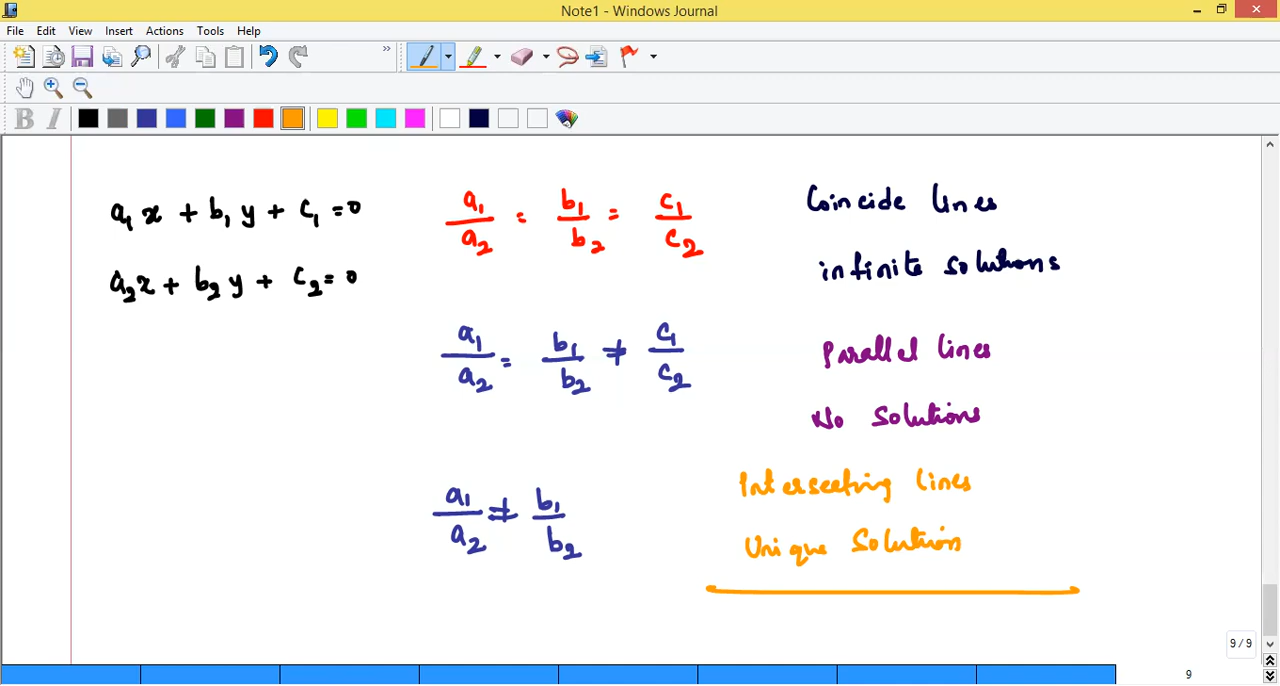 Note1 - Windows Journal
File Edit View Insert Actions Tools Help
B I
a₁x + b₁y + c₁ = 0
a₂x + b₂y + c₂ = 0
a₁/a₂ = b₁/b₂ = c₁/c₂
Coincide lines
infinite solutions
a₁/a₂ = b₁/b₂ ≠ c₁/c₂
Parallel lines
No Solutions
a₁/a₂ ≠ b₁/b₂
Intersecting lines
Unique Solution
9/9
9